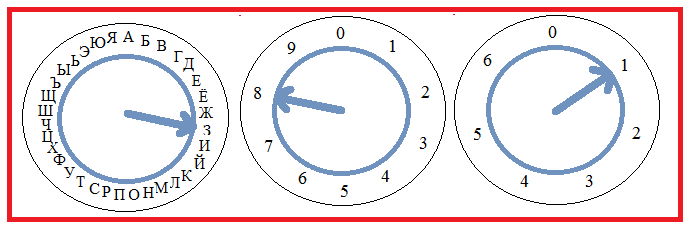 А Б В Г Д Е Ё Ж З И Й К Л М Н О П Р С Т У Ф Х Ц Ч Ш Щ Ъ Ы Ь Э Ю Я
0 1 2 3 4 5 6 7 8 9
0 1 2 3 4 5 6